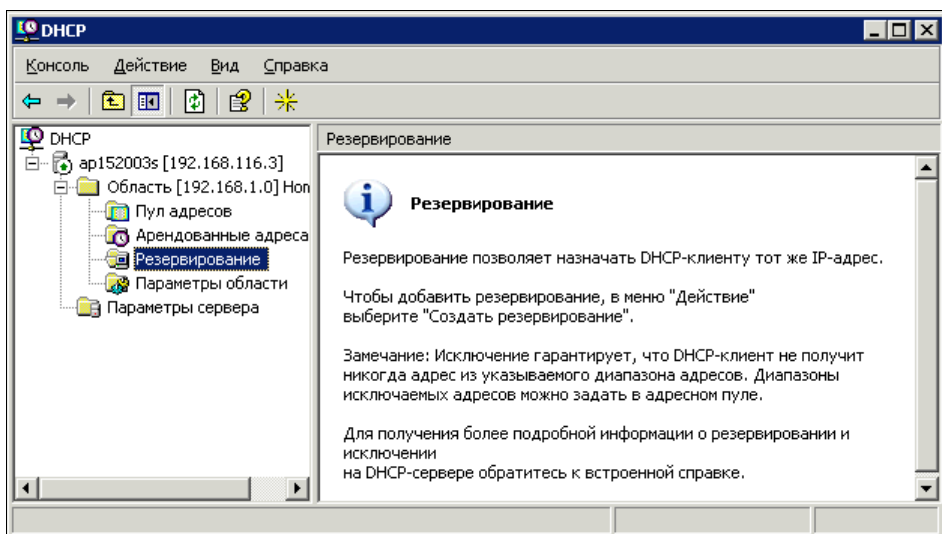 DHCP
Консоль Действие Вид Справка
DHCP
ap152003s [192.168.116.3]
Область [192.168.1.0] Hom
Пул адресов
Арендованные адреса
Резервирование
Параметры области
Параметры сервера
Резервирование
Резервирование
Резервирование позволяет назначать DHCP-клиенту тот же IP-адрес.
Чтобы добавить резервирование, в меню "Действие"
выберите "Создать резервирование".
Замечание: Исключение гарантирует, что DHCP-клиент не получит
никогда адрес из указываемого диапазона адресов. Диапазоны
исключаемых адресов можно задать в адресном пуле.
Для получения более подробной информации о резервировании и
исключении
на DHCP-сервере обратитесь к встроенной справке.